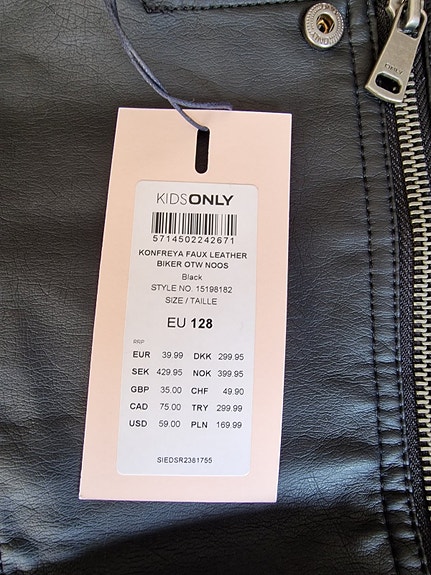 ONLY
KIDSONLY
5714502242671
KONFREYA FAUX LEATHER
BIKER OTW NOOS
Black
STYLE NO. 15198182
SIZE / TAILLE
EU 128
RRP
EUR 39.99 DKK 299.95
SEK 429.95 NOK 399.95
GBP 35.00 CHF 49.90
CAD 75.00 TRY 299.99
USD 59.00 PLN 169.99
SIEDSR2381755